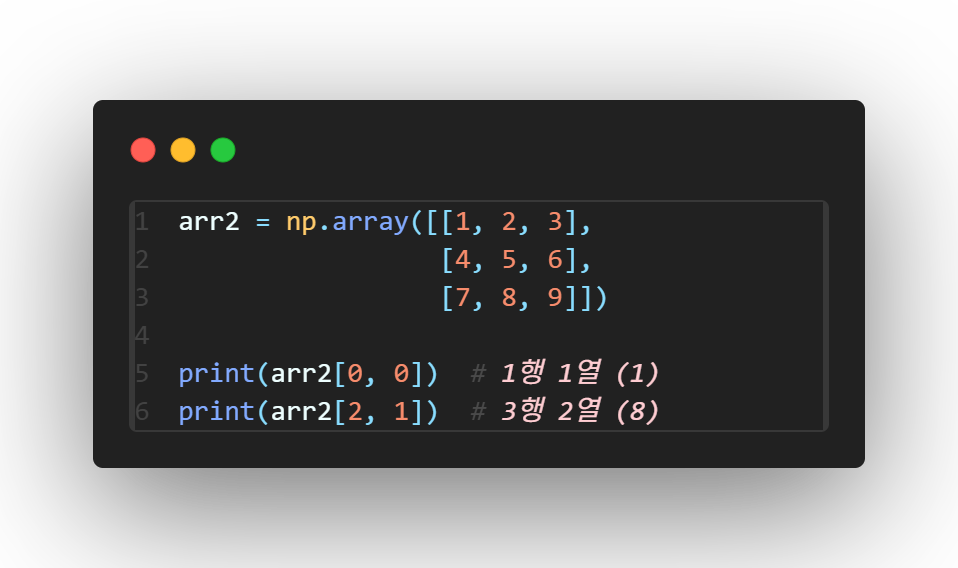 1 arr2 = np.array([[1, 2, 3],
2                  [4, 5, 6],
3                  [7, 8, 9]])
4
5 print(arr2[0, 0])  # 1행 1열 (1)
6 print(arr2[2, 1])  # 3행 2열 (8)